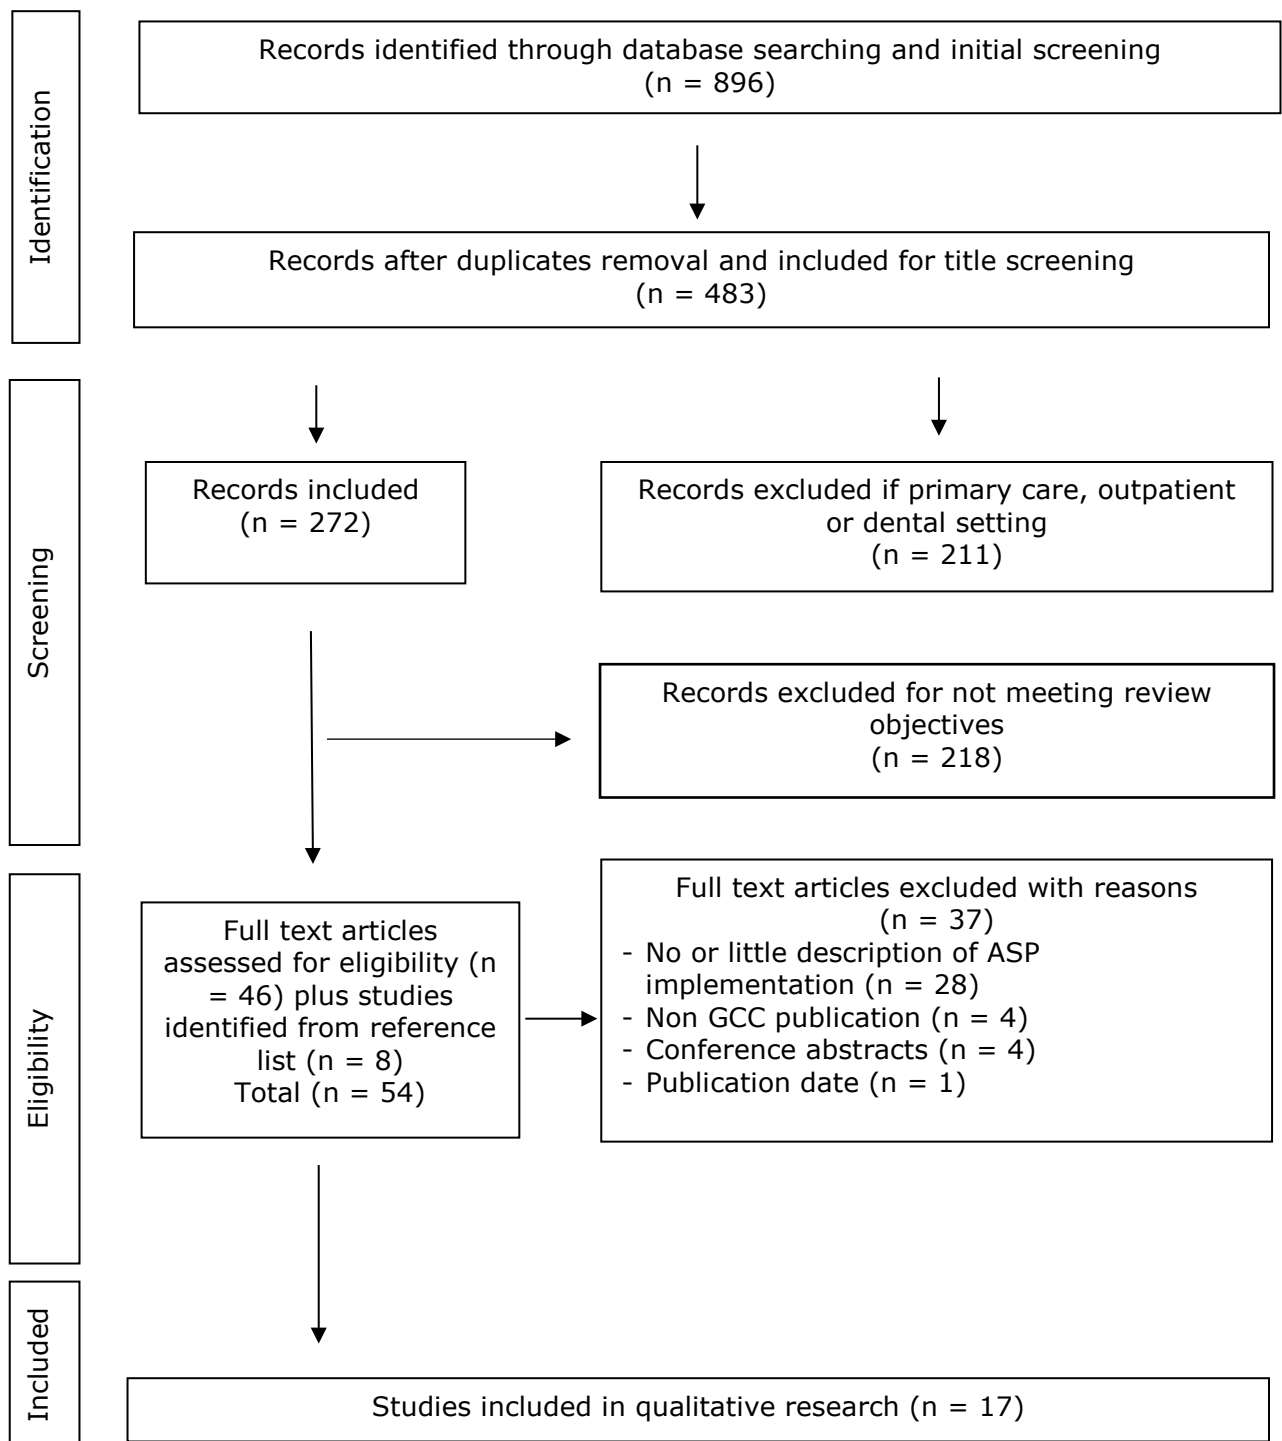 Identification
Records identified through database searching and initial screening
(n = 896)
Records after duplicates removal and included for title screening
(n = 483)
Screening
Records included
(n = 272)
Records excluded if primary care, outpatient
or dental setting
(n = 211)
Records excluded for not meeting review
objectives
(n = 218)
Eligibility
Full text articles
assessed for eligibility (n
= 46) plus studies
identified from reference
list (n = 8)
Total (n = 54)
Full text articles excluded with reasons
(n = 37)
- No or little description of ASP
implementation (n = 28)
- Non GCC publication (n = 4)
- Conference abstracts (n = 4)
- Publication date (n = 1)
Included
Studies included in qualitative research (n = 17)